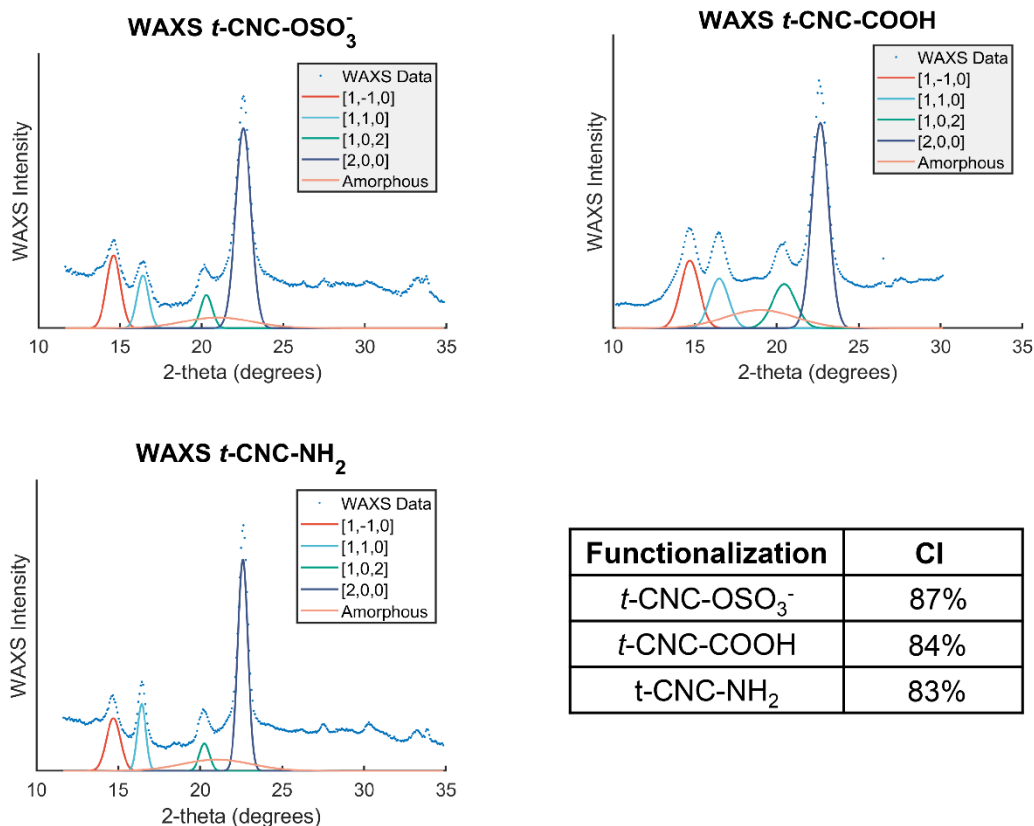 WAXS t-CNC-OSO₃⁻
WAXS Intensity
WAXS Data
[1,-1,0]
[1,1,0]
[1,0,2]
[2,0,0]
Amorphous
10 15 20 25 30 35
2-theta (degrees)
WAXS t-CNC-COOH
WAXS Intensity
WAXS Data
[1,-1,0]
[1,1,0]
[1,0,2]
[2,0,0]
Amorphous
10 15 20 25 30 35
2-theta (degrees)
WAXS t-CNC-NH₂
WAXS Intensity
WAXS Data
[1,-1,0]
[1,1,0]
[1,0,2]
[2,0,0]
Amorphous
10 15 20 25 30 35
2-theta (degrees)
Functionalization CI
t-CNC-OSO₃⁻ 87%
t-CNC-COOH 84%
t-CNC-NH₂ 83%